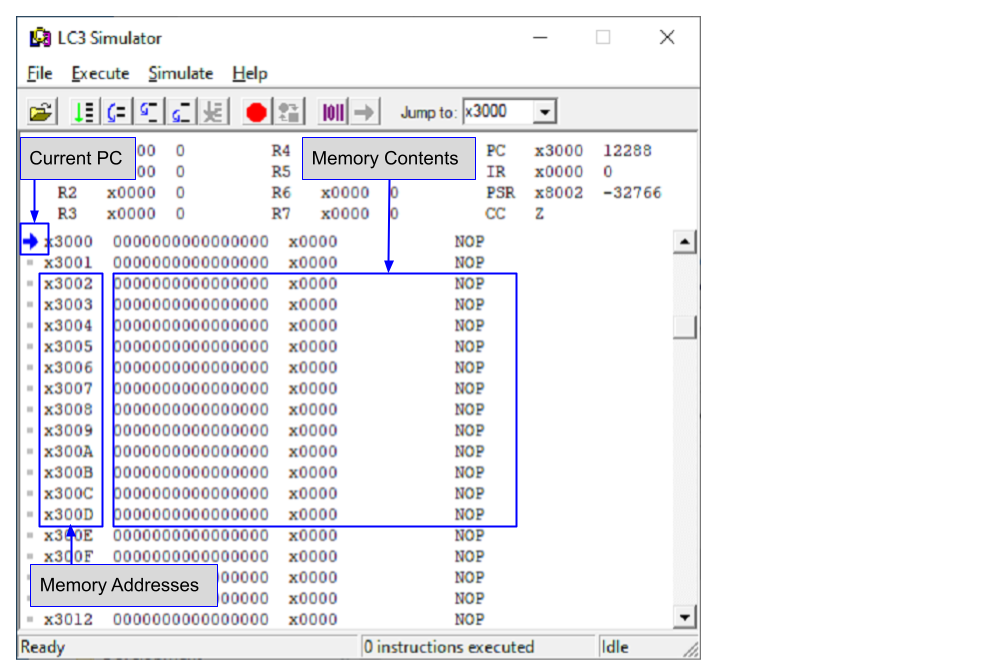 LC3 Simulator
File Execute Simulate Help
Jump to: x3000
Current PC 00 0 R4 Memory Contents PC x3000 12288
00 0 R5 IR x0000 0
R2 x0000 0 R6 x0000 0 PSR x8002 -32766
R3 x0000 0 R7 x0000 0 CC Z
x3000 0000000000000000 x0000 NOP
x3001 0000000000000000 x0000 NOP
x3002 0000000000000000 x0000 NOP
x3003 0000000000000000 x0000 NOP
x3004 0000000000000000 x0000 NOP
x3005 0000000000000000 x0000 NOP
x3006 0000000000000000 x0000 NOP
x3007 0000000000000000 x0000 NOP
x3008 0000000000000000 x0000 NOP
x3009 0000000000000000 x0000 NOP
x300A 0000000000000000 x0000 NOP
x300B 0000000000000000 x0000 NOP
x300C 0000000000000000 x0000 NOP
x300D 0000000000000000 x0000 NOP
x300E 0000000000000000 x0000 NOP
x300F 0000000000000000 x0000 NOP
Memory Addresses 00000 x0000 NOP
00000 x0000 NOP
x3012 0000000000000000 x0000 NOP
Ready 0 instructions executed Idle